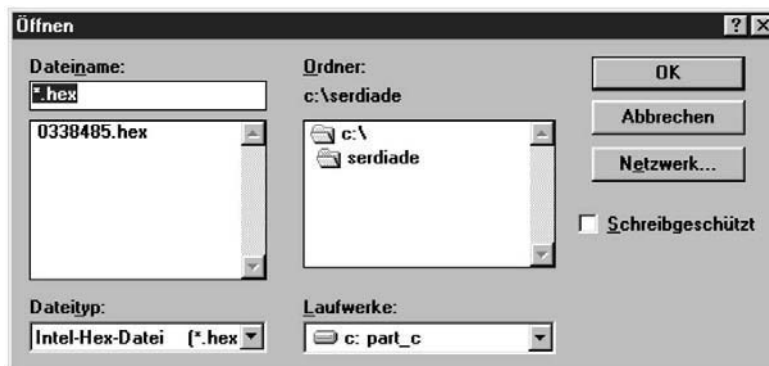 Öffnen
Dateiname:
*.hex
0338485.hex
Dateityp:
Intel-Hex-Datei (*.hex
Ordner:
c:\serdiade
c:\
serdiade
Laufwerke:
c: part_c
OK
Abbrechen
Netzwerk...
Schreibgeschützt